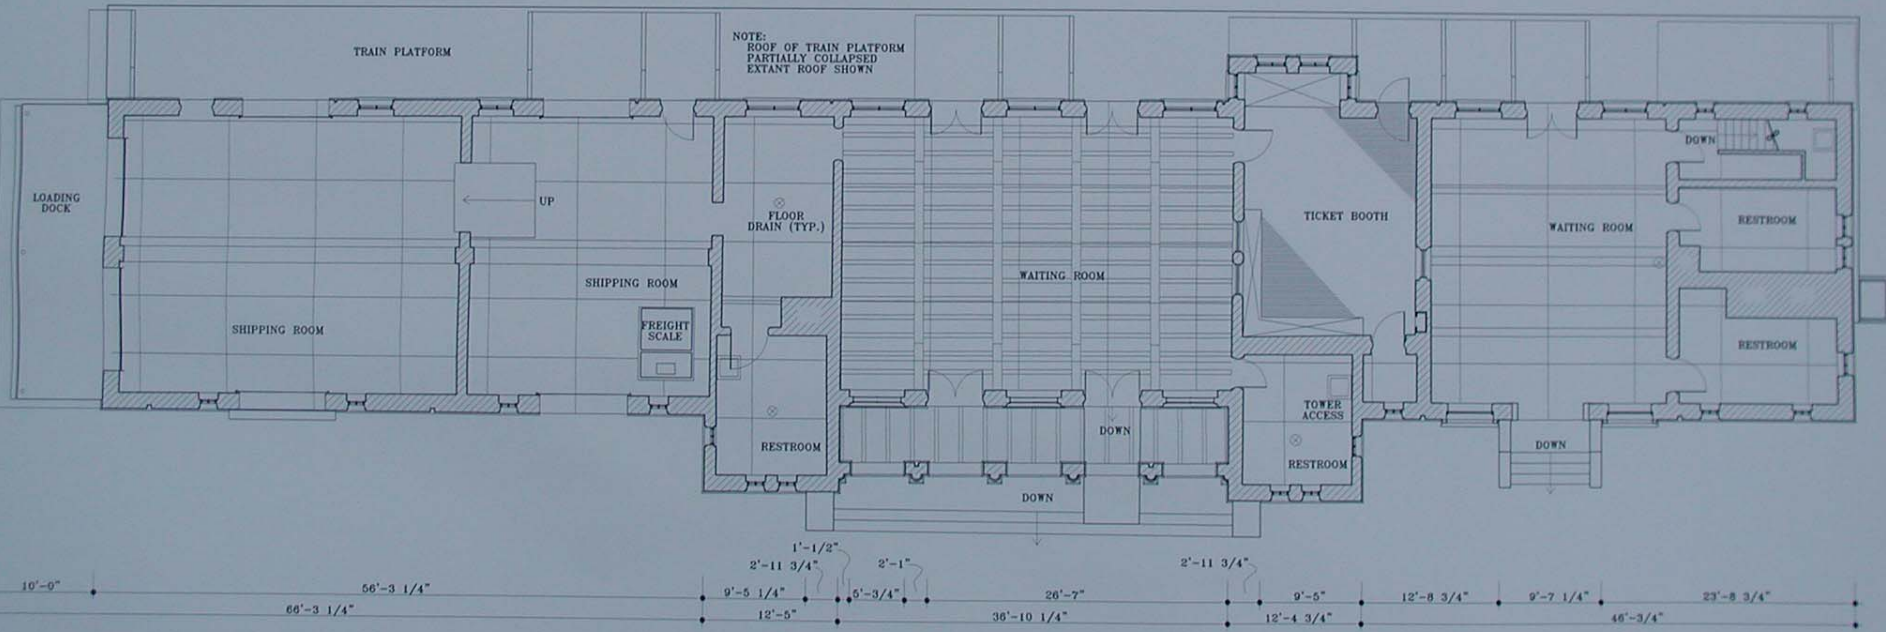 TRAIN PLATFORM
NOTE:
ROOF OF TRAIN PLATFORM
PARTIALLY COLLAPSED
EXTANT ROOF SHOWN
LOADING
DOCK
UP
FLOOR
DRAIN (TYP.)
TICKET BOOTH
WAITING ROOM
DOWN
RESTROOM
WAITING ROOM
SHIPPING ROOM
SHIPPING ROOM
FREIGHT
SCALE
RESTROOM
TOWER
ACCESS
RESTROOM
RESTROOM
DOWN
DOWN
DOWN
1'-1/2"
2'-11 3/4"
2'-1"
2'-11 3/4"
10'-0"
56'-3 1/4"
9'-5 1/4"
5'-3/4"
26'-7"
9'-5"
12'-8 3/4"
9'-7 1/4"
23'-8 3/4"
66'-3 1/4"
12'-5"
36'-10 1/4"
12'-4 3/4"
46'-3/4"